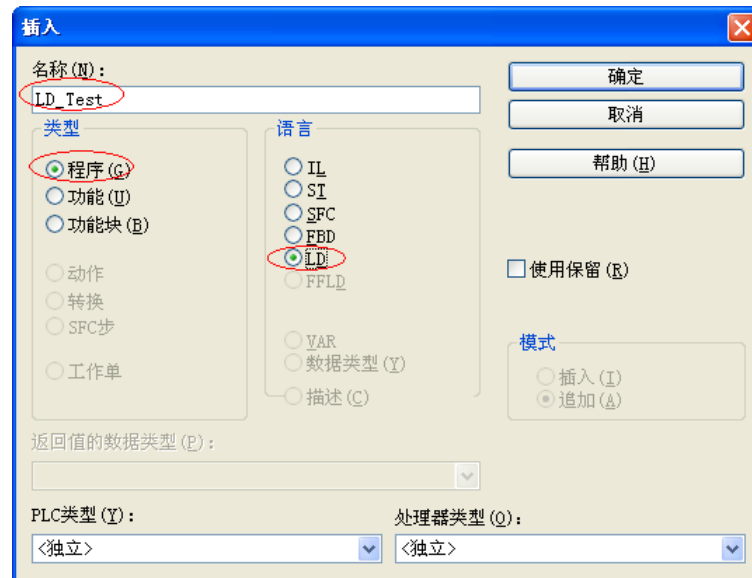 插入
名称(N):
LD_Test
确定
取消
帮助(H)
类型
程序(G)
功能(U)
功能块(B)
动作
转换
SFC步
工作单
语言
IL
ST
SFC
FBD
LD
FFLD
VAR
数据类型(Y)
描述(C)
使用保留(R)
模式
插入(I)
追加(A)
返回值的数据类型(P):
PLC类型(Y):
<独立>
处理器类型(O):
<独立>